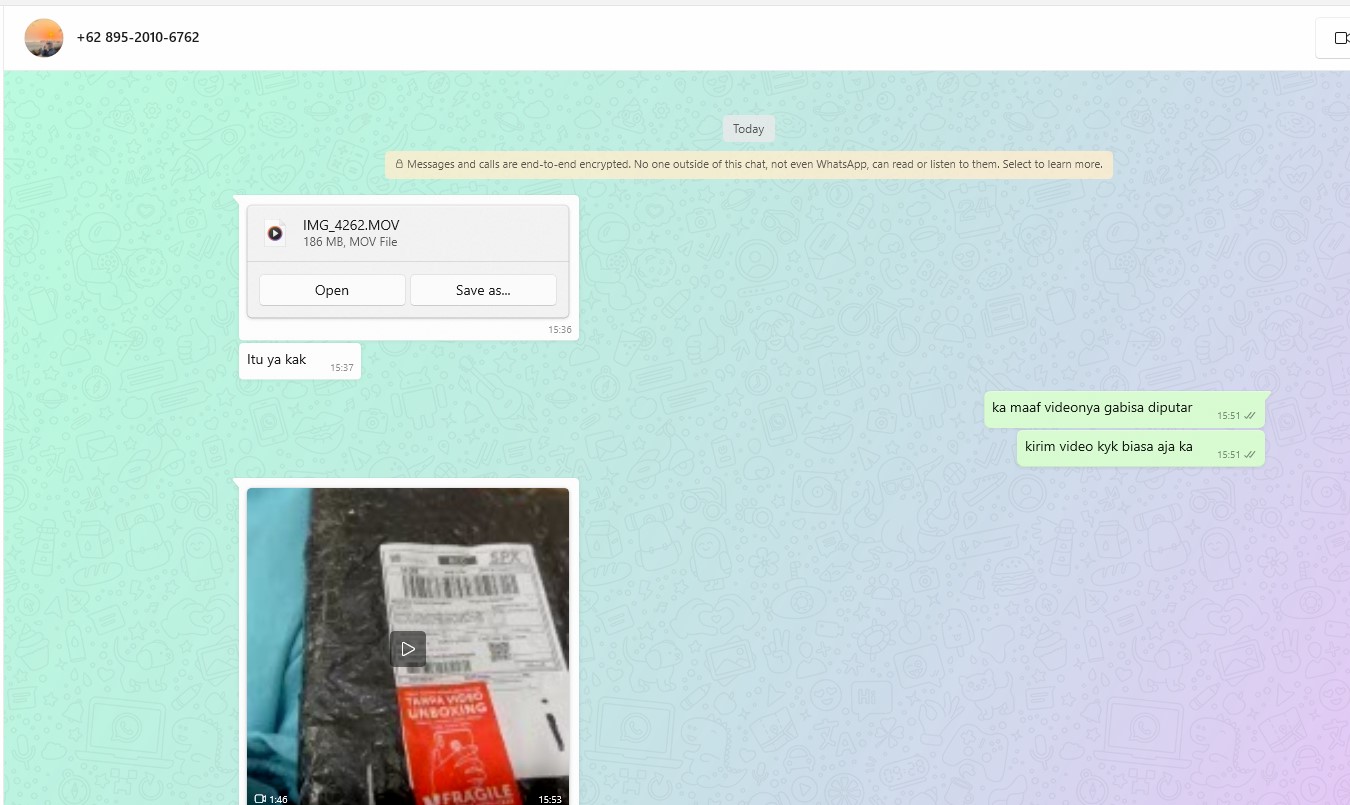 +62 895-2010-6762
Today
Messages and calls are end-to-end encrypted. No one outside of this chat, not even WhatsApp, can read or listen to them. Select to learn more.
IMG_4262.MOV
186 MB, MOV File
Open
Save as...
15:36
Itu ya kak
15:37
ka maaf videonya gabisa diputar
15:51
kirim video kyk biasa aja ka
15:51
SPX
TANPA VIDEO
UNBOXING
FRAGILE
1:46
15:53